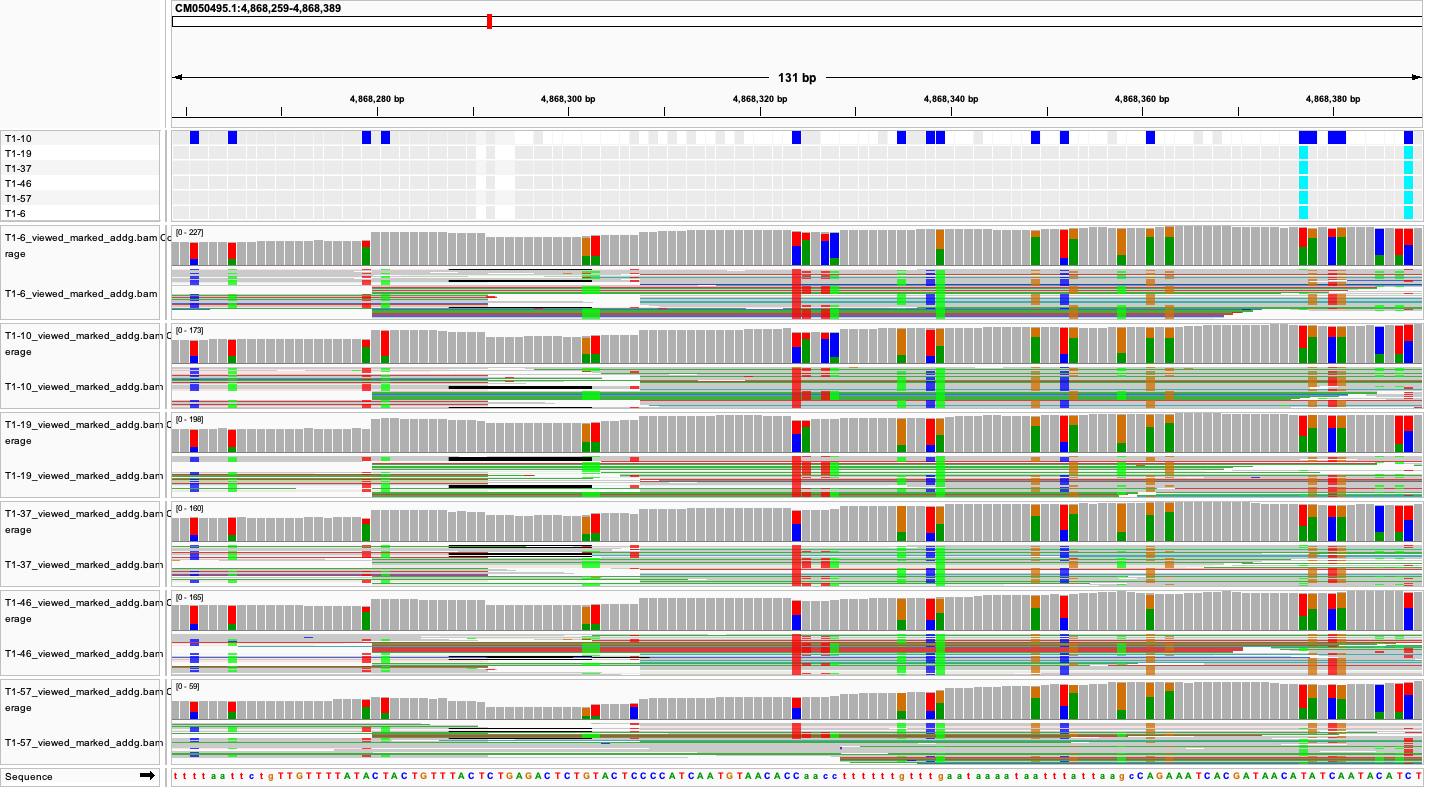 CM050495.1:4,868,259-4,868,389
131 bp
4,868,280 bp 4,868,300 bp 4,868,320 bp 4,868,340 bp 4,868,360 bp 4,868,380 bp
T1-10
T1-19
T1-37
T1-46
T1-57
T1-6
T1-6_viewed_marked_addg.bam Co
rage
[0 - 227]
T1-6_viewed_marked_addg.bam
T1-10_viewed_marked_addg.bam C
erage
[0 - 173]
T1-10_viewed_marked_addg.bam
T1-19_viewed_marked_addg.bam C
erage
[0 - 198]
T1-19_viewed_marked_addg.bam
T1-37_viewed_marked_addg.bam C
erage
[0 - 160]
T1-37_viewed_marked_addg.bam
T1-46_viewed_marked_addg.bam C
erage
[0 - 165]
T1-46_viewed_marked_addg.bam
T1-57_viewed_marked_addg.bam C
erage
[0 - 59]
T1-57_viewed_marked_addg.bam
Sequence t t t t a a t t c t g T T G T T T T A T A C T A C T G T T T A C T C T G A G A C T C T G T A C T C C C C A T C A A T G T A A C A C C a a c c t t t t t t g t t t g a a t a a a a t a a t t t a t t a a g c C A G A A A T C A C G A T A A C A T A T C A A T A C A T C T